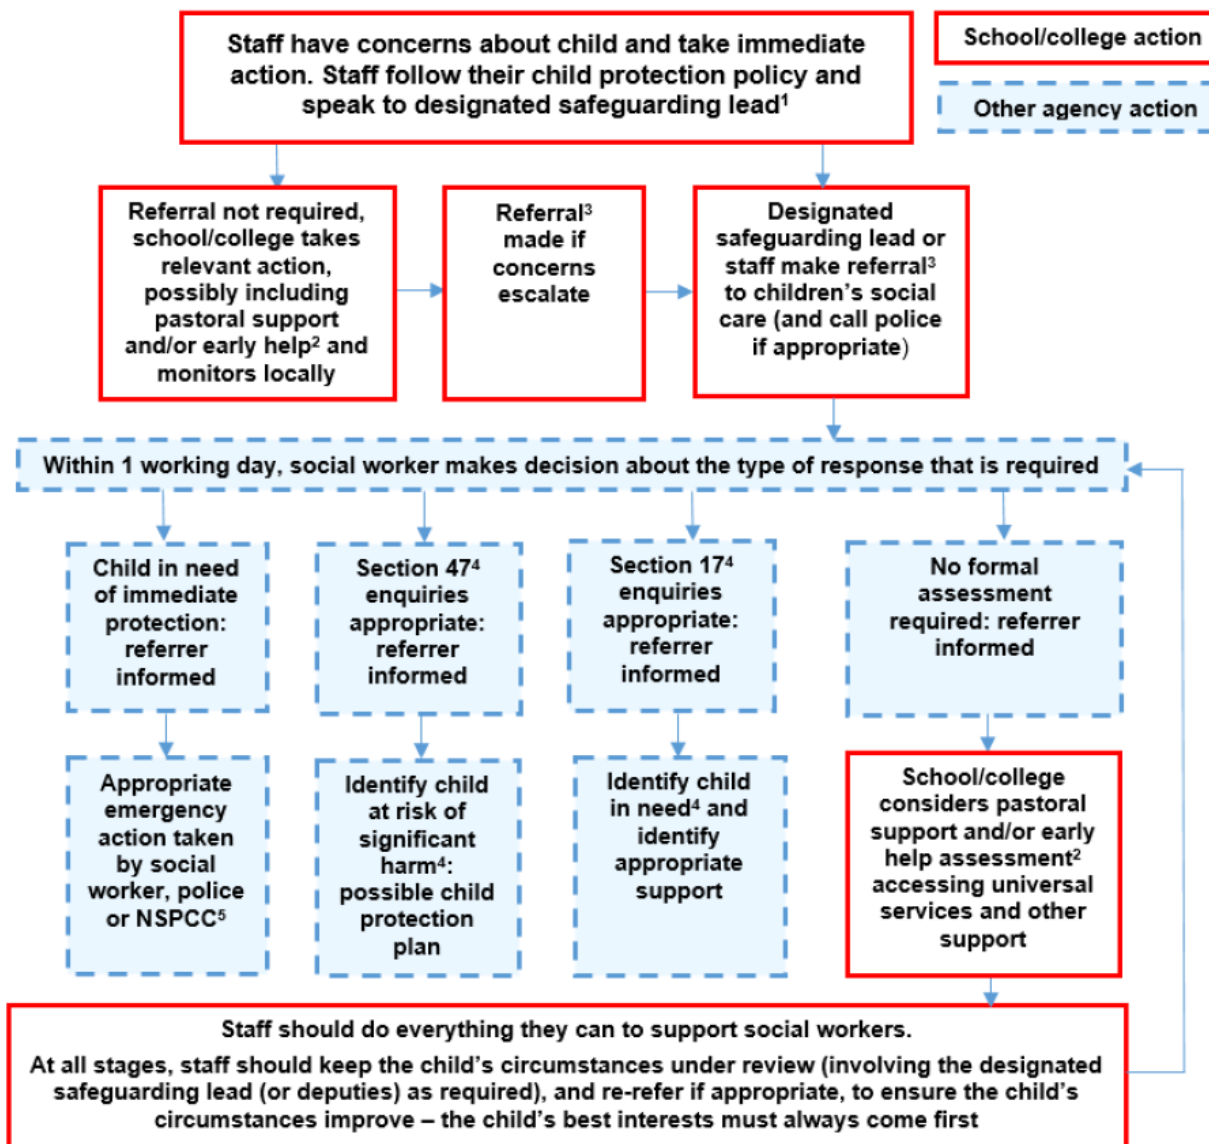 Staff have concerns about child and take immediate
action. Staff follow their child protection policy and
speak to designated safeguarding lead¹
School/college action
Other agency action
Referral not required,
school/college takes
relevant action,
possibly including
pastoral support
and/or early help² and
monitors locally
Referral³
made if
concerns
escalate
Designated
safeguarding lead or
staff make referral³
to children’s social
care (and call police
if appropriate)
Within 1 working day, social worker makes decision about the type of response that is required
Child in need
of immediate
protection:
referrer
informed
Section 47⁴
enquiries
appropriate:
referrer
informed
Section 17⁴
enquiries
appropriate:
referrer
informed
No formal
assessment
required: referrer
informed
Appropriate
emergency
action taken
by social
worker, police
or NSPCC⁵
Identify child
at risk of
significant
harm⁴:
possible child
protection
plan
Identify child
in need⁴ and
identify
appropriate
support
School/college
considers pastoral
support and/or early
help assessment²
accessing universal
services and other
support
Staff should do everything they can to support social workers.
At all stages, staff should keep the child’s circumstances under review (involving the designated
safeguarding lead (or deputies) as required), and re-refer if appropriate, to ensure the child’s
circumstances improve – the child’s best interests must always come first